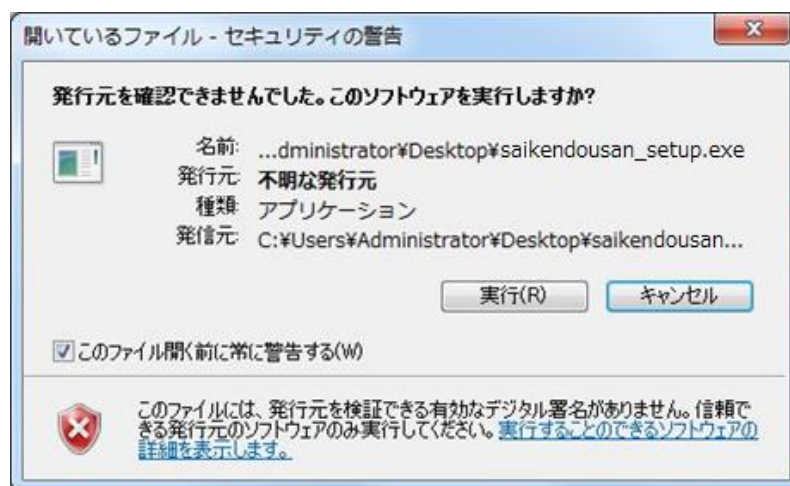 開いているファイル - セキュリティの警告
発行元を確認できませんでした。このソフトウェアを実行しますか?
名前: ...dministrator¥Desktop¥saikendousan_setup.exe
発行元: 不明な発行元
種類: アプリケーション
発信元: C:¥Users¥Administrator¥Desktop¥saikendousan...
実行(R) キャンセル
このファイル開く前に常に警告する(W)
このファイルには、発行元を検証できる有効なデジタル署名がありません。信頼で
きる発行元のソフトウェアのみ実行してください。実行することのできるソフトウェアの
詳細を表示します。